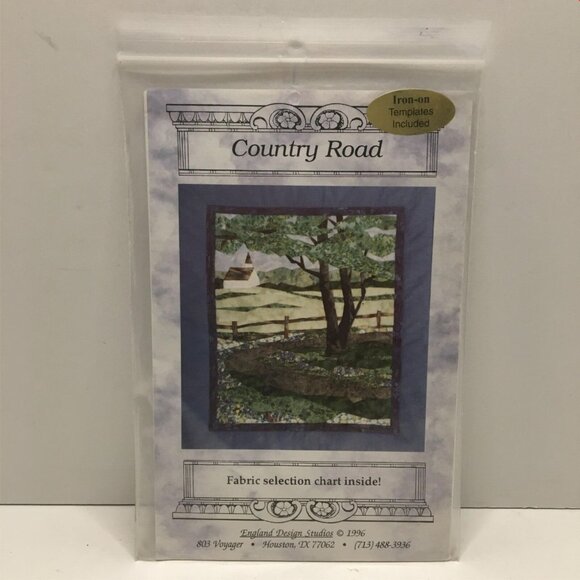 Iron-on
Templates
Included
Country Road
Fabric selection chart inside!
England Design Studios © 1996
803 Voyager • Houston, TX 77062 • (713) 488-3936